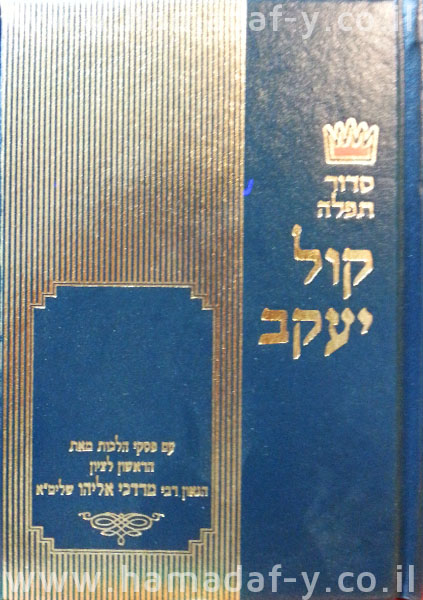 www.hamadaf-y.co.il
סדור
תפלה
קול
יעקב
עם פסקי הלכות מאת
הראשון לציון
הגאון רבי מרדכי אליהו שליט"א
www.hamadaf-y.co.il